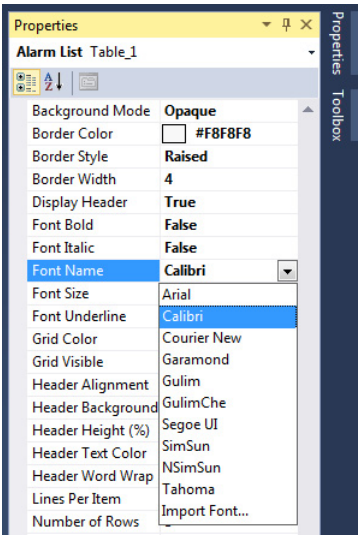 Properties
Alarm List Table_1
Background Mode Opaque
Border Color #F8F8F8
Border Style Raised
Border Width 4
Display Header True
Font Bold False
Font Italic False
Font Name Calibri
Font Size Arial
Font Underline Calibri
Grid Color Courier New
Grid Visible Garamond
Header Alignment Gulim
Header Background GulimChe
Header Height (%) Segoe UI
Header Text Color SimSun
Header Word Wrap NSimSun
Lines Per Item Tahoma
Number of Rows Import Font...
Properties
Toolbox